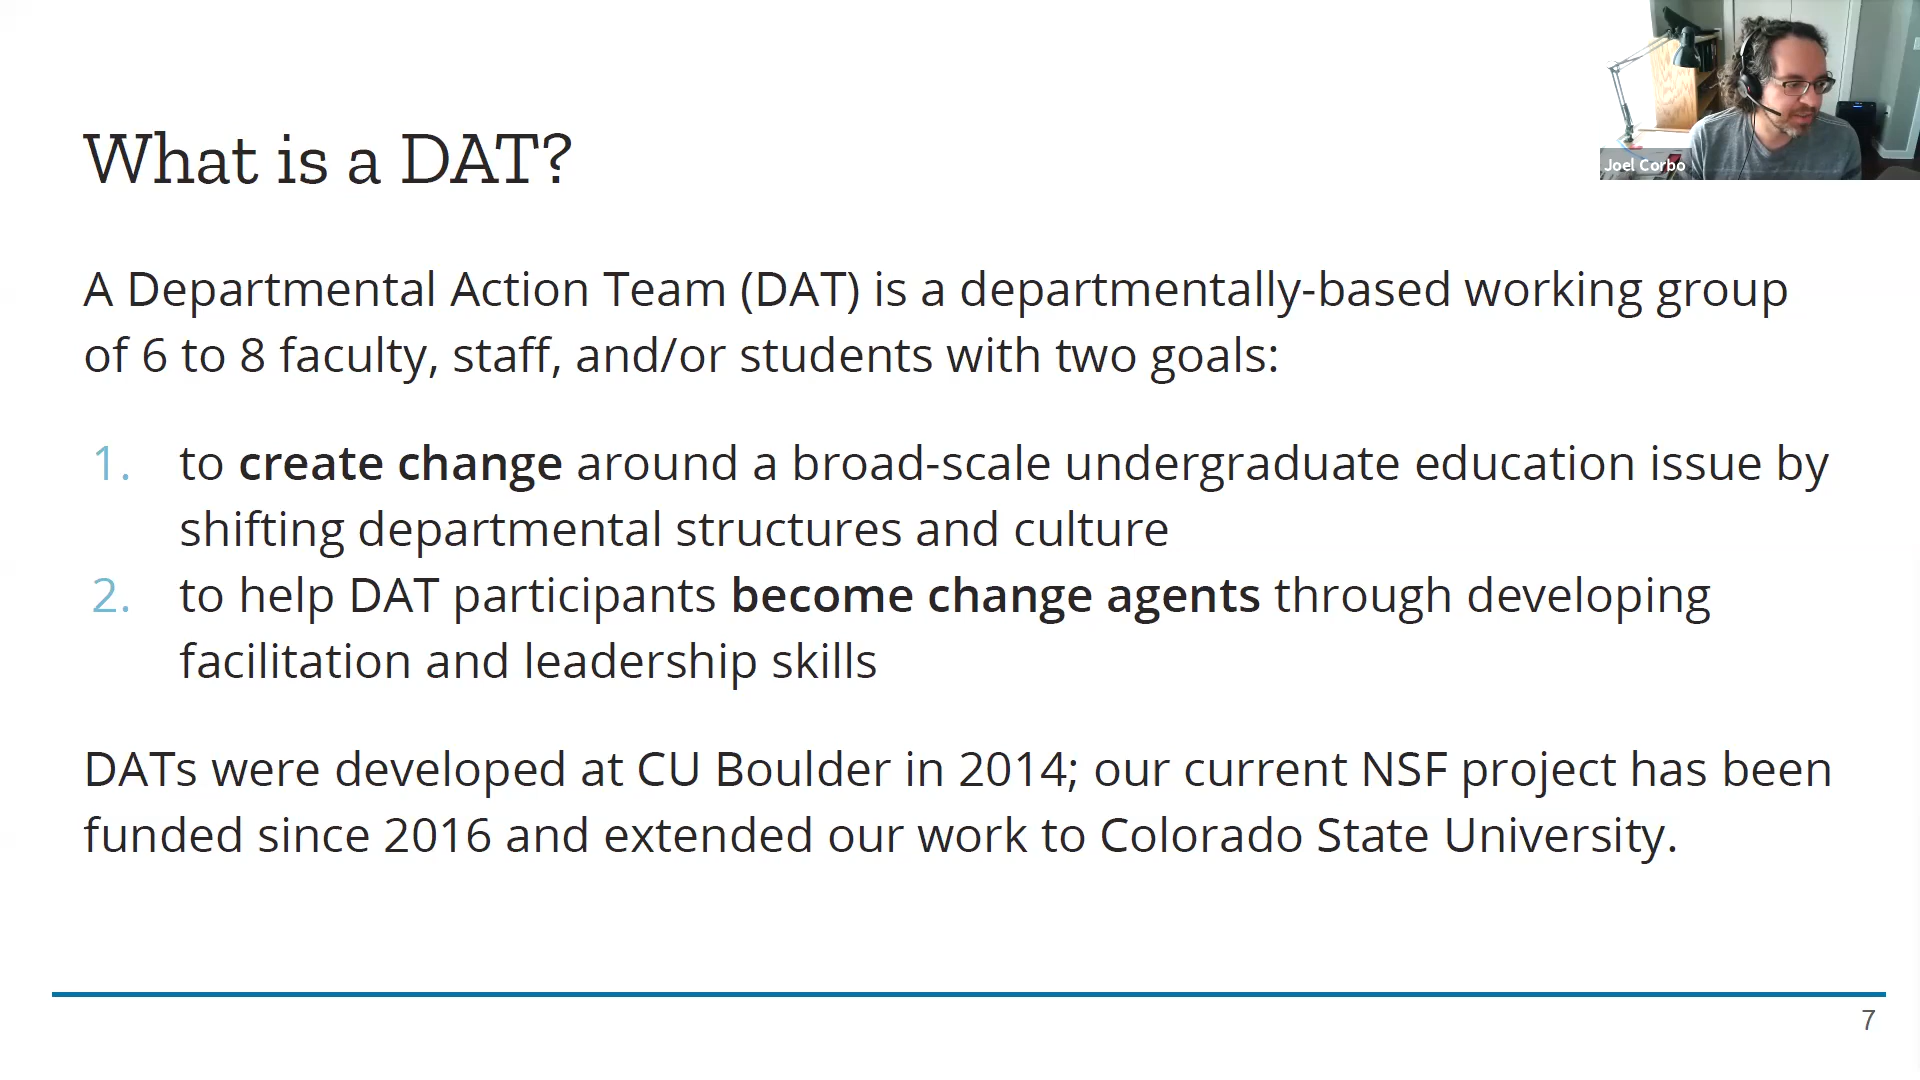 What is a DAT?
Joel Corbo
A Departmental Action Team (DAT) is a departmentally-based working group
of 6 to 8 faculty, staff, and/or students with two goals:
1. to create change around a broad-scale undergraduate education issue by
shifting departmental structures and culture
2. to help DAT participants become change agents through developing
facilitation and leadership skills
DATs were developed at CU Boulder in 2014; our current NSF project has been
funded since 2016 and extended our work to Colorado State University.
7